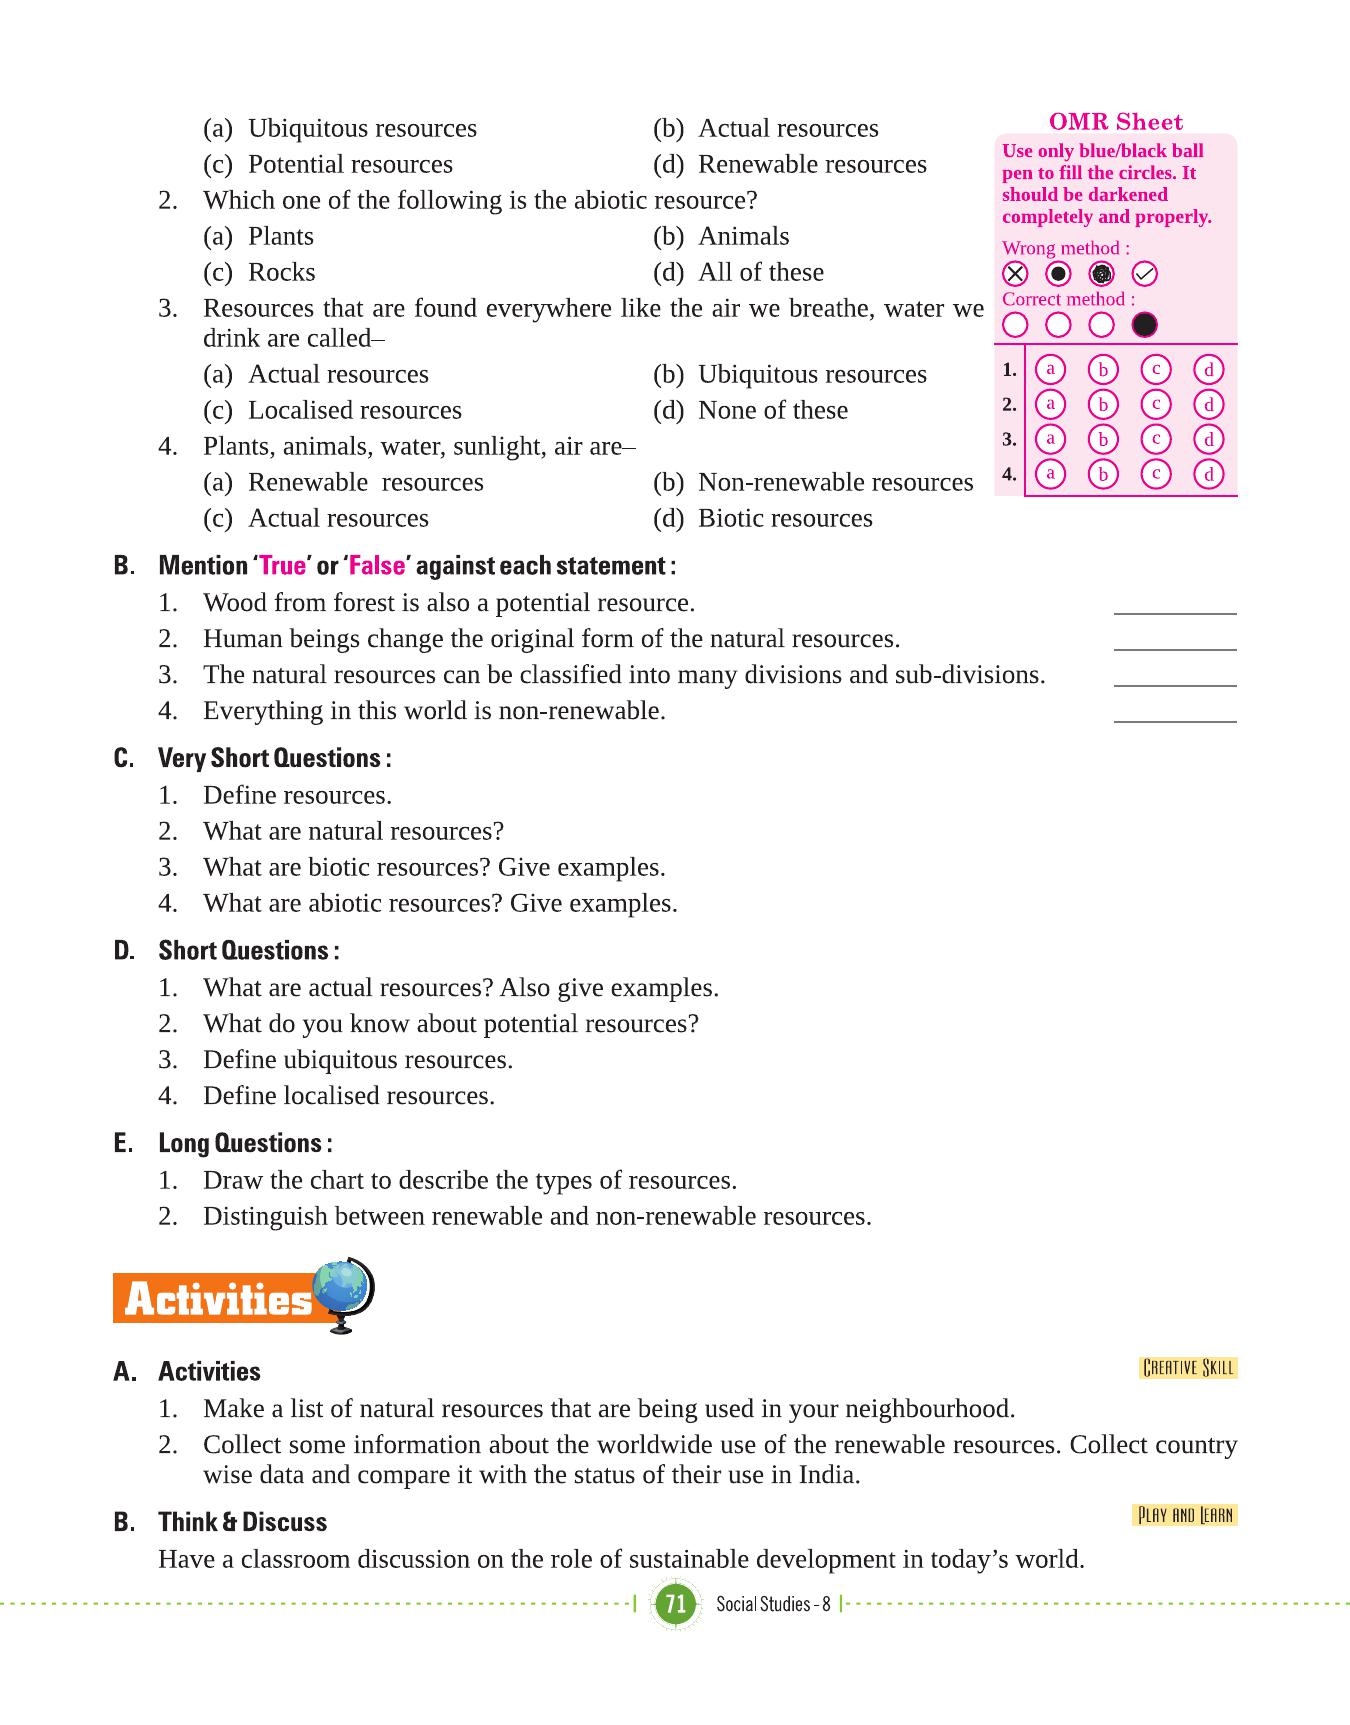 (a) Ubiquitous resources (b) Actual resources
(c) Potential resources (d) Renewable resources
2. Which one of the following is the abiotic resource?
(a) Plants (b) Animals
(c) Rocks (d) All of these
3. Resources that are found everywhere like the air we breathe, water we
drink are called–
(a) Actual resources (b) Ubiquitous resources
(c) Localised resources (d) None of these
4. Plants, animals, water, sunlight, air are–
(a) Renewable resources (b) Non-renewable resources
(c) Actual resources (d) Biotic resources
OMR Sheet
Use only blue/black ball
pen to fill the circles. It
should be darkened
completely and properly.
Wrong method :
Correct method :
1. a b c d
2. a b c d
3. a b c d
4. a b c d
B. Mention ‘True’ or ‘False’ against each statement :
1. Wood from forest is also a potential resource.
2. Human beings change the original form of the natural resources.
3. The natural resources can be classified into many divisions and sub-divisions.
4. Everything in this world is non-renewable.
C. Very Short Questions :
1. Define resources.
2. What are natural resources?
3. What are biotic resources? Give examples.
4. What are abiotic resources? Give examples.
D. Short Questions :
1. What are actual resources? Also give examples.
2. What do you know about potential resources?
3. Define ubiquitous resources.
4. Define localised resources.
E. Long Questions :
1. Draw the chart to describe the types of resources.
2. Distinguish between renewable and non-renewable resources.
Activities
A. Activities CREATIVE SKILL
1. Make a list of natural resources that are being used in your neighbourhood.
2. Collect some information about the worldwide use of the renewable resources. Collect country
wise data and compare it with the status of their use in India.
B. Think & Discuss PLAY AND LEARN
Have a classroom discussion on the role of sustainable development in today’s world.
71 Social Studies - 8